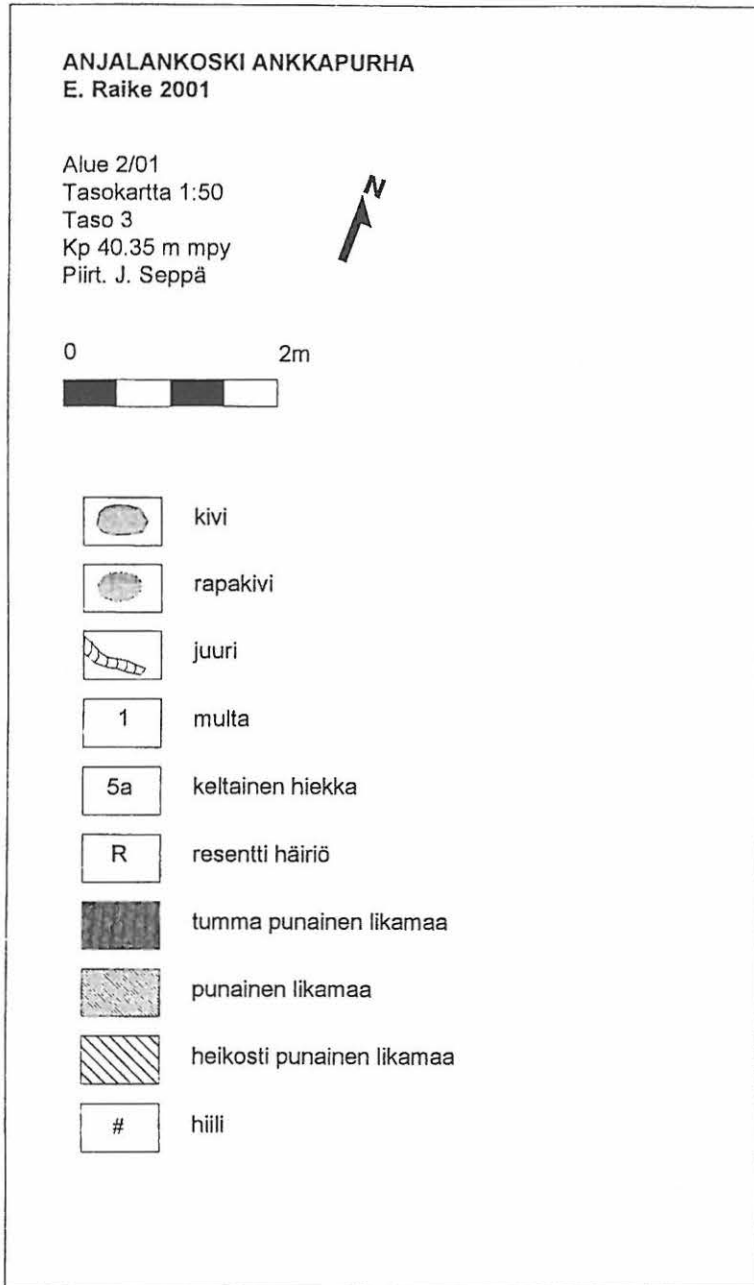 ANJALANKOSKI ANKKAPURHA
E. Raike 2001
Alue 2/01
Tasokartta 1:50
Taso 3
Kp 40.35 m mpy
Piirt. J. Seppä
N
0 2m
kivi
rapakivi
juuri
1 multa
5a keltainen hiekka
R resentti häiriö
tumma punainen likamaa
punainen likamaa
heikosti punainen likamaa
# hiili